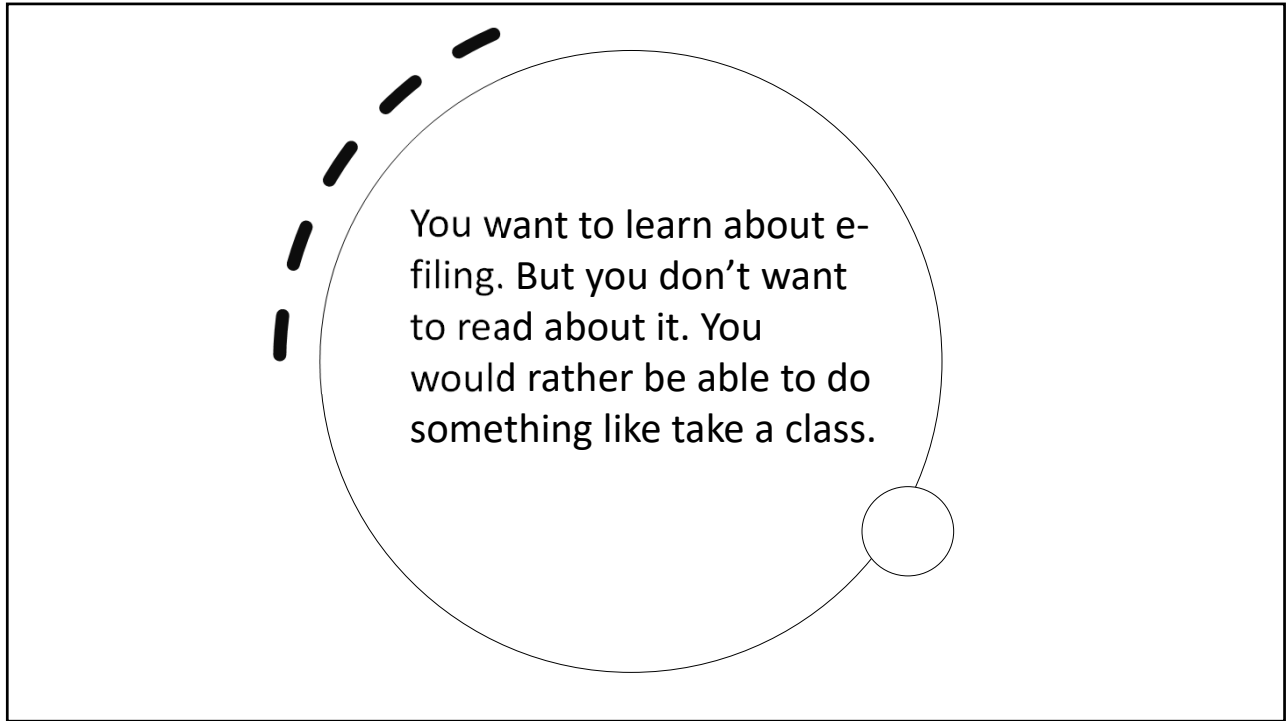 You want to learn about e-
filing. But you don’t want
to read about it. You
would rather be able to do
something like take a class.